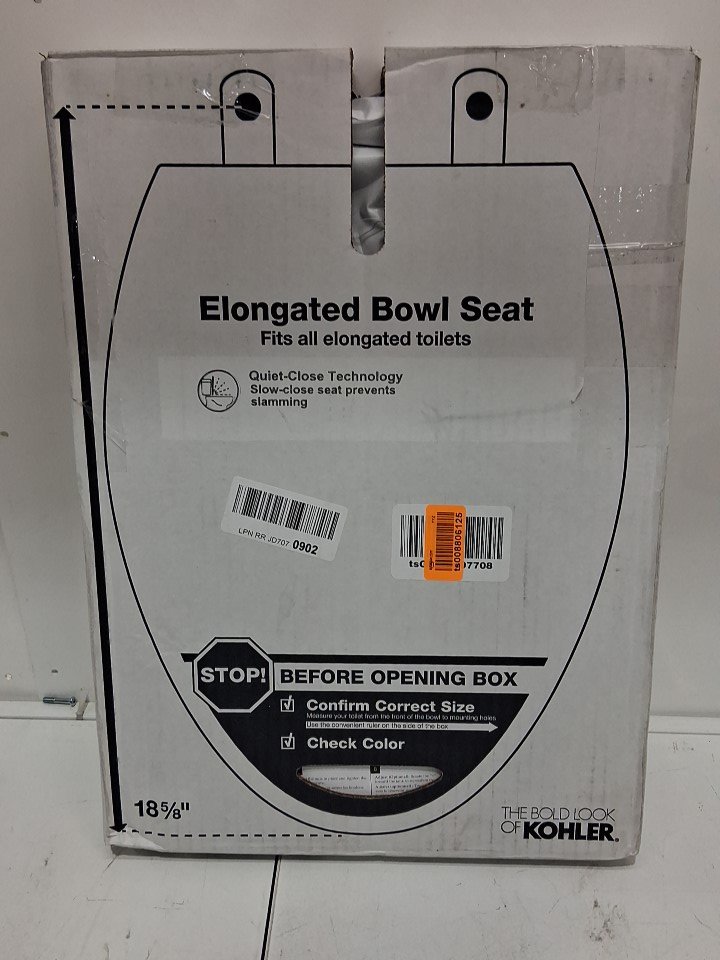 Elongated Bowl Seat
Fits all elongated toilets
Quiet-Close Technology
Slow-close seat prevents
slamming
LPN RR JD707 0902
ts008806125
7708
STOP!
BEFORE OPENING BOX
Confirm Correct Size
Measure your toilet from the front of the bowl to mounting holes
Use the convenient ruler on the side of the box
Check Color
18⅝"
THE BOLD LOOK
OF KOHLER.